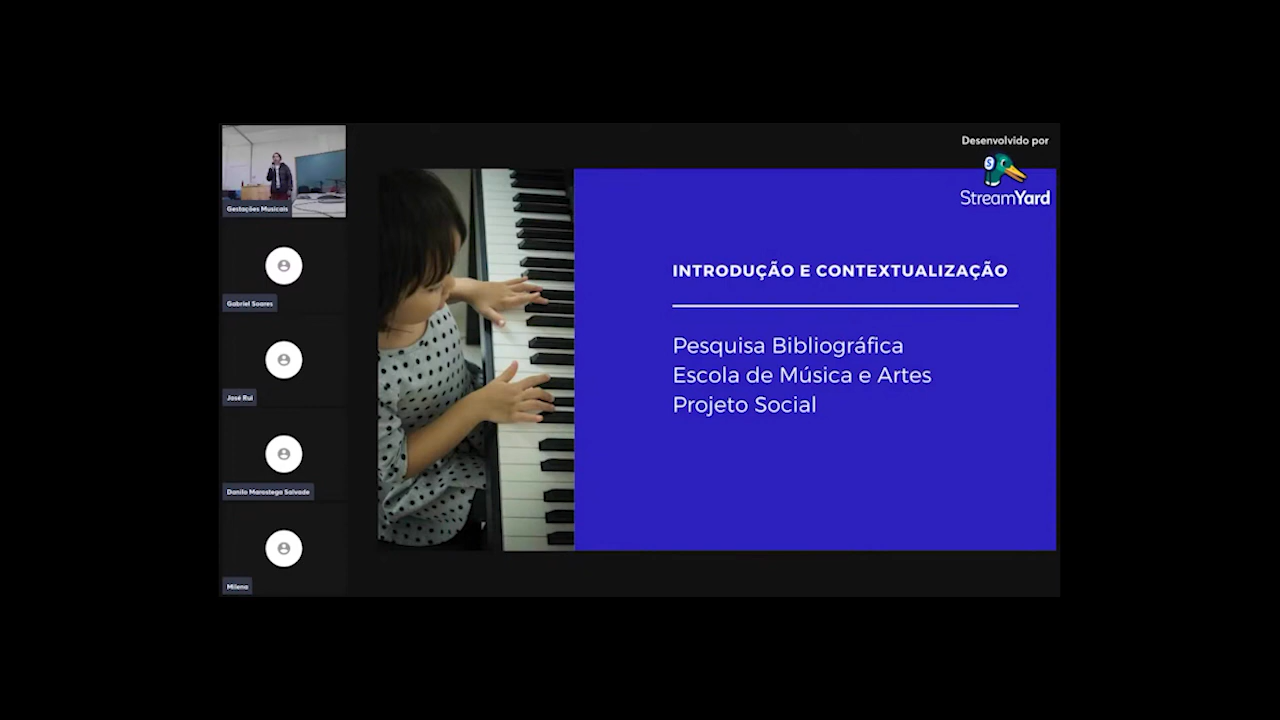 Desenvolvido por
StreamYard
Gestações Musicais
Gabriel Soares
José Rui
Danilo Marostega Salvade
Milena
INTRODUÇÃO E CONTEXTUALIZAÇÃO
Pesquisa Bibliográfica
Escola de Música e Artes
Projeto Social